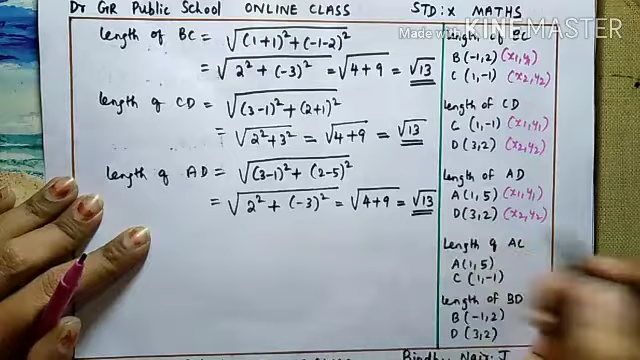 Dr GR Public School ONLINE CLASS STD: X MATHS
Made with KINEMASTER
Length of BC = √(1+1)²+(-1-2)²
= √2²+(-3)² = √4+9 = √13
length of CD = √(3-1)²+(2+1)²
= √2²+3² = √4+9 = √13
length of AD = √(3-1)²+(2-5)²
= √2²+(-3)² = √4+9 = √13
length of BC
B(-1,2) (x₁,y₁)
C (1,-1) (x₂,y₂)
length of CD
C (1,-1) (x₁,y₁)
D (3,2) (x₂,y₂)
length of AD
A(1,5) (x₁,y₁)
D(3,2) (x₂,y₂)
length of AC
A(1,5)
C (1,-1)
length of BD
B(-1,2)
D (3,2)
Bindhu Nair. J